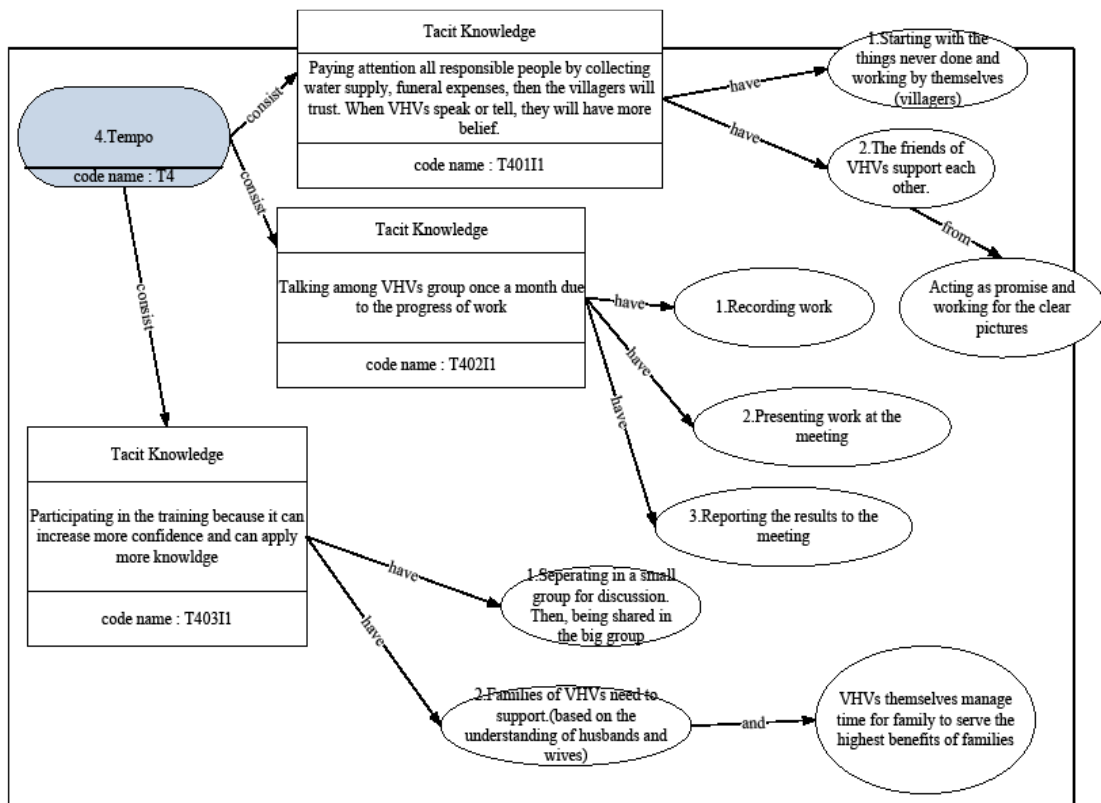 4.Tempo
code name : T4
consist
consist
consist
Tacit Knowledge
Paying attention all responsible people by collecting
water supply, funeral expenses, then the villagers will
trust. When VHVs speak or tell, they will have more
belief.
code name : T401I1
have
have
1.Starting with the
things never done and
working by themselves
(villagers)
2.The friends of
VHVs support each
other.
from
Acting as promise and
working for the clear
pictures
Tacit Knowledge
Talking among VHVs group once a month due
to the progress of work
code name : T402I1
have
have
have
1.Recording work
2.Presenting work at the
meeting
3.Reporting the results to the
meeting
Tacit Knowledge
Participating in the training because it can
increase more confidence and can apply
more knowldge
code name : T403I1
have
have
1.Seperating in a small
group for discussion.
Then, being shared in
the big group
2.Families of VHVs need to
support.(based on the
understanding of husbands and
wives)
and
VHVs themselves manage
time for family to serve the
highest benefits of families